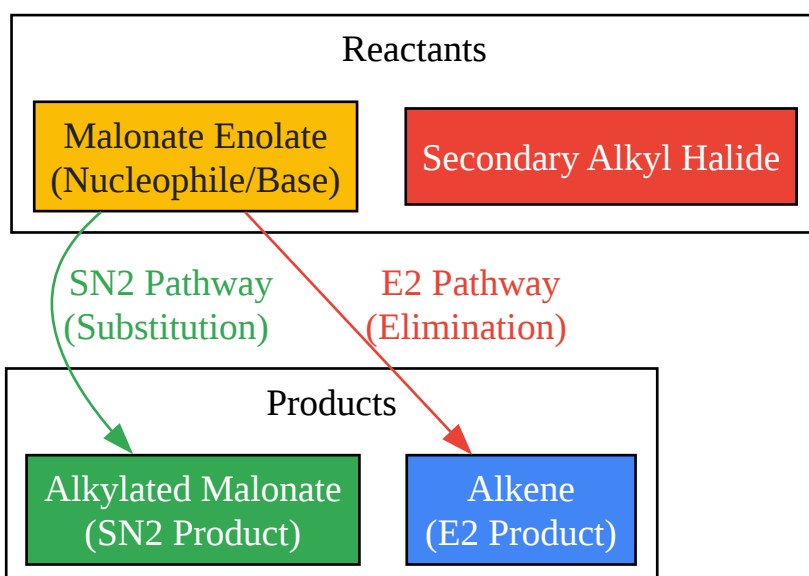 Reactants
Malonate Enolate
(Nucleophile/Base)
Secondary Alkyl Halide
SN2 Pathway
(Substitution)
E2 Pathway
(Elimination)
Products
Alkylated Malonate
(SN2 Product)
Alkene
(E2 Product)